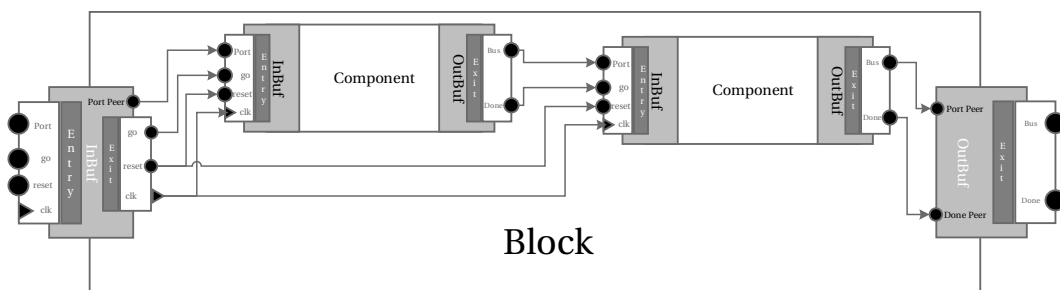 Port
go
reset
clk
Entry
InBuf
Port Peer
Exit
go
reset
clk
Port
go
reset
clk
Entry
InBuf
Component
OutBuf
Exit
Bus
Done
Port
go
reset
clk
Entry
InBuf
Component
OutBuf
Exit
Bus
Done
Port Peer
OutBuf
Done Peer
Exit
Bus
Done
Block